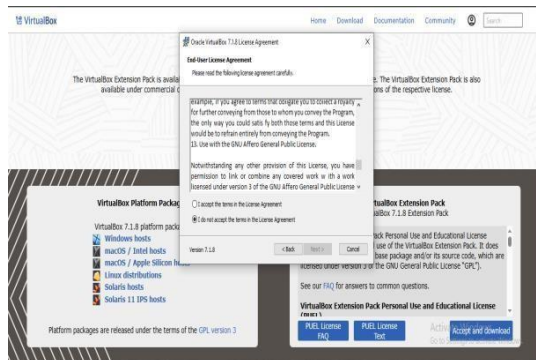 VirtualBox
Home Download Documentation Community Search
Oracle VirtualBox 7.1.8 License Agreement
End-User License Agreement
Please read the following license agreement carefully.
The VirtualBox Extension Pack is availa
available under commercial c
e. The VirtualBox Extension Pack is also
ons of the respective license.
example, if you agree to terms that obligate you to collect a royalty
for further conveying from those to whom you convey the Program,
the only way you could satis fy both those terms and this License
would be to refrain entirely from conveying the Program.
13. Use with the GNU Affero General Public License.
Notwithstanding any other provision of this License, you have
permission to link or combine any covered work w ith a work
licensed under version 3 of the GNU Affero General Public License
I accept the terms in the License Agreement
I do not accept the terms in the License Agreement
Version 7.1.8
< Back Next > Cancel
VirtualBox Platform Packag
VirtualBox 7.1.8 platform packa
Windows hosts
macOS / Intel hosts
macOS / Apple Silicon h
Linux distributions
Solaris hosts
Solaris 11 IPS hosts
Platform packages are released under the terms of the GPL version 3
tualBox Extension Pack
ualBox 7.1.8 Extension Pack
ack Personal Use and Educational License
use of the VirtualBox Extension Pack. It does
base package and/or its source code, which are
licensed under version 3 of the GNU General Public License "GPL").
See our FAQ for answers to common questions.
VirtualBox Extension Pack Personal Use and Educational License
(PUEL)
PUEL License
FAQ
PUEL License
Text
Accept and download